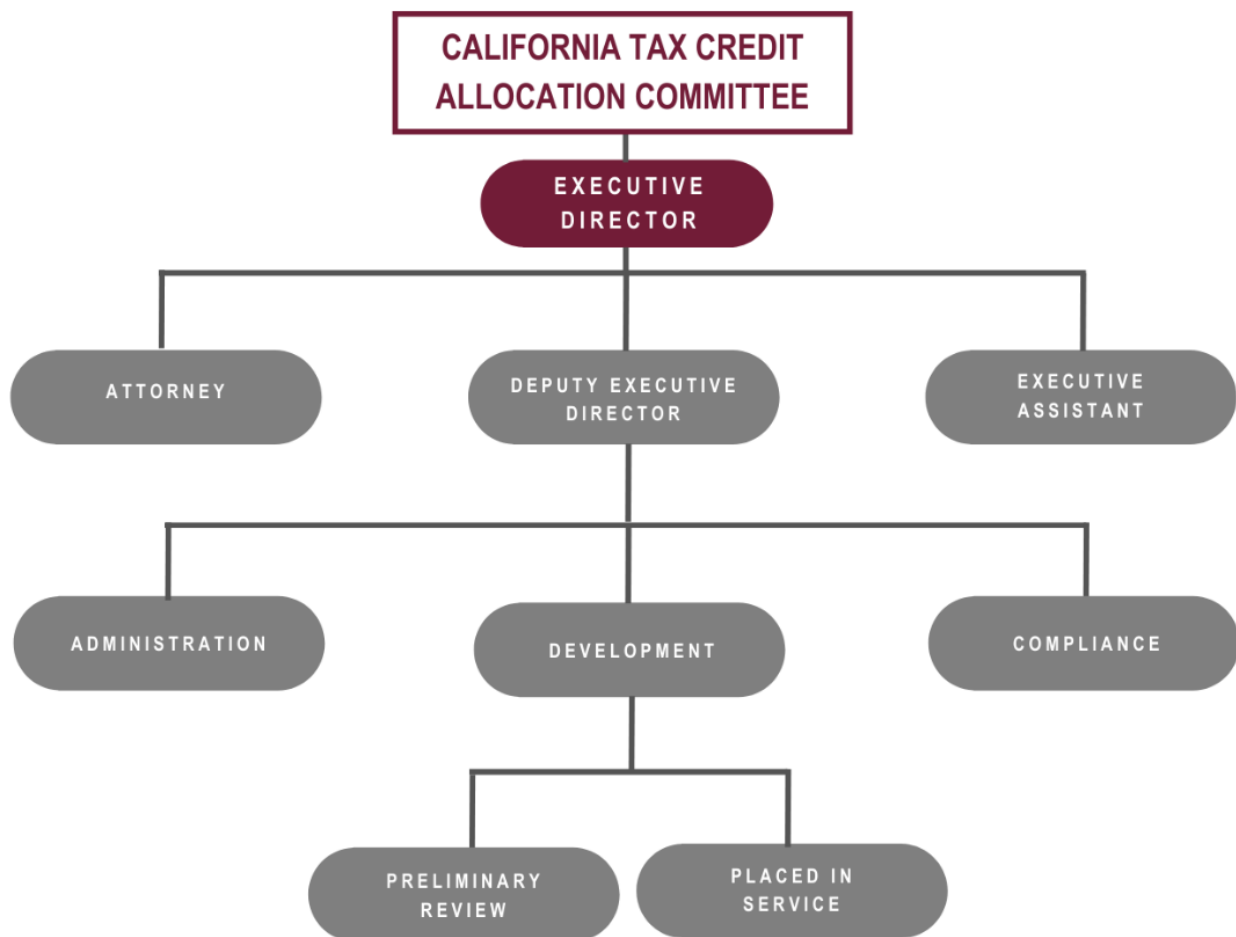 CALIFORNIA TAX CREDIT
ALLOCATION COMMITTEE
EXECUTIVE
DIRECTOR
ATTORNEY
DEPUTY EXECUTIVE
DIRECTOR
EXECUTIVE
ASSISTANT
ADMINISTRATION
DEVELOPMENT
COMPLIANCE
PRELIMINARY
REVIEW
PLACED IN
SERVICE